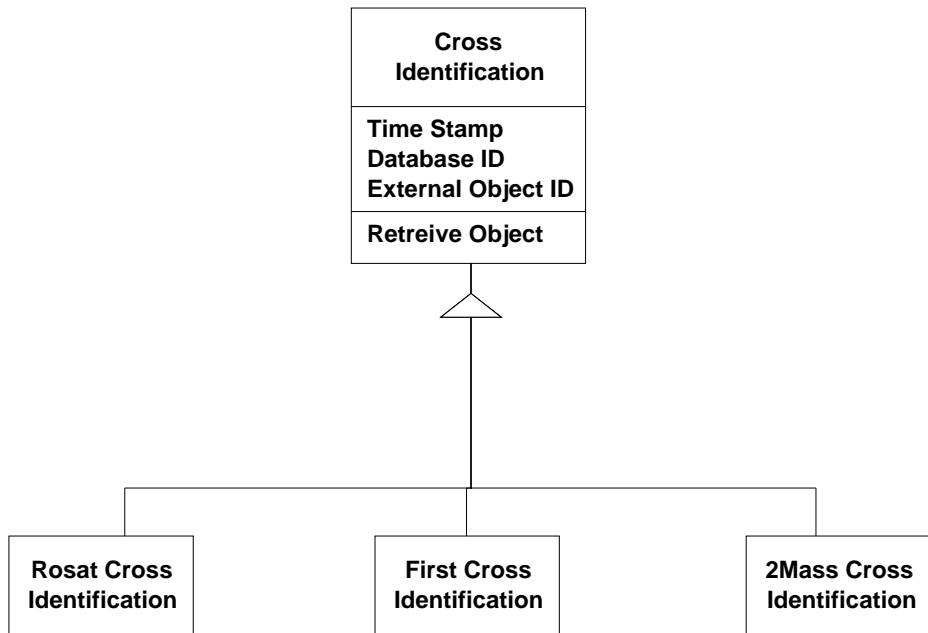 Cross
Identification
Time Stamp
Database ID
External Object ID
Retreive Object
Rosat Cross
Identification
First Cross
Identification
2Mass Cross
Identification